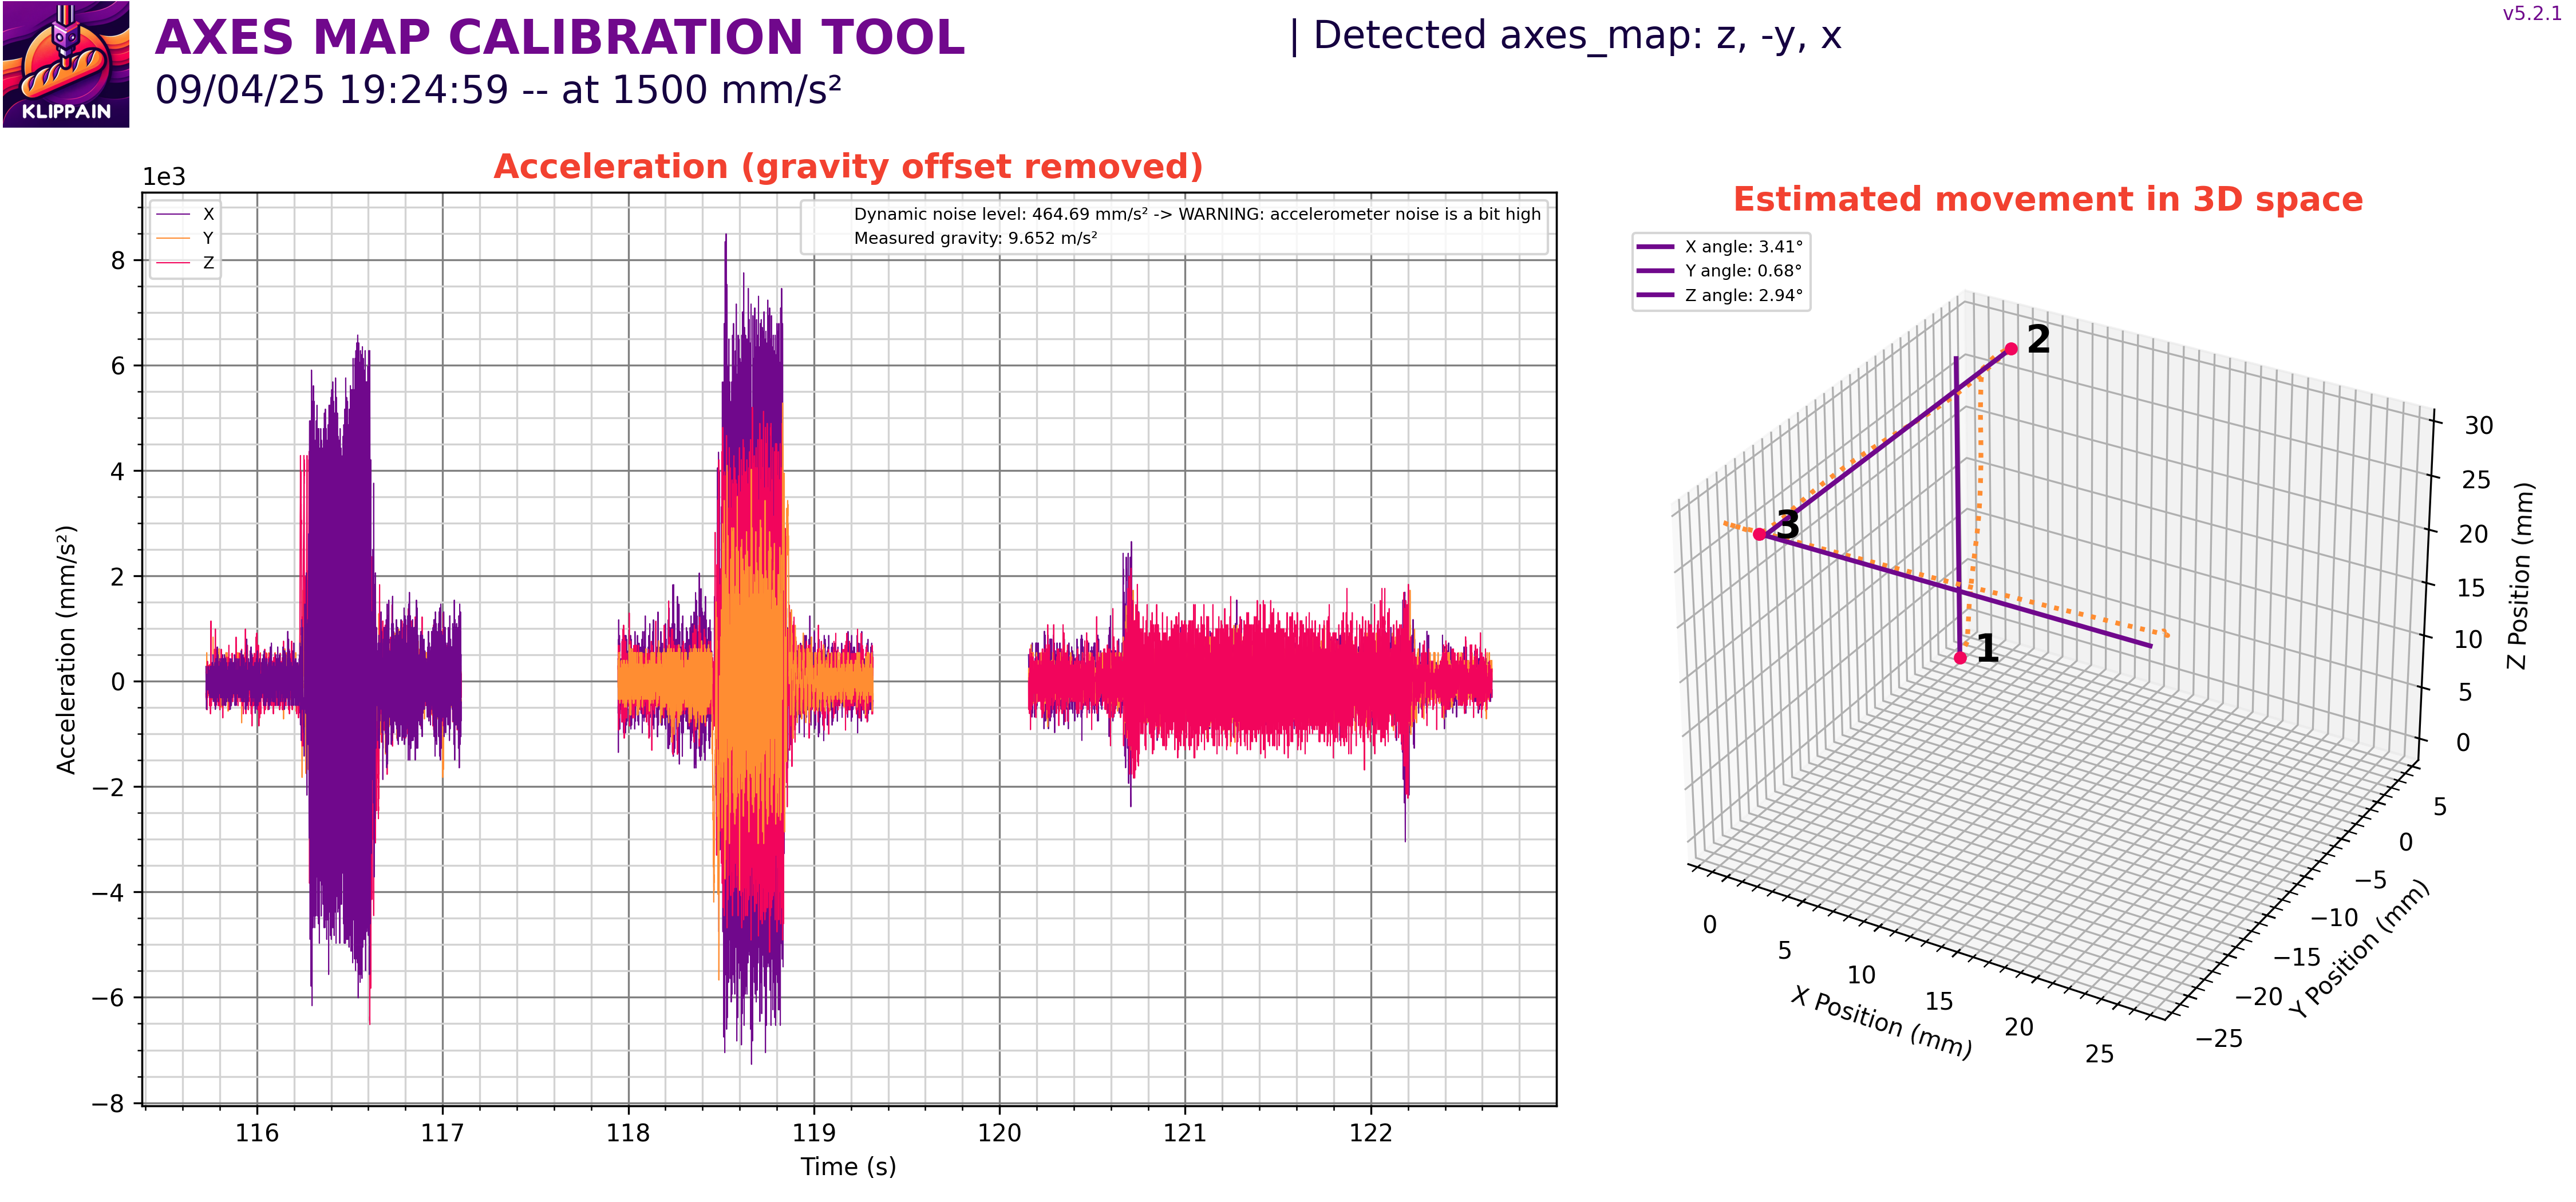 KLIPPAIN
AXES MAP CALIBRATION TOOL
09/04/25 19:24:59 -- at 1500 mm/s²
| Detected axes_map: z, -y, x
v5.2.1
Acceleration (gravity offset removed)
1e3
X
Y
Z
Dynamic noise level: 464.69 mm/s² -> WARNING: accelerometer noise is a bit high
Measured gravity: 9.652 m/s²
Acceleration (mm/s²)
8
6
4
2
0
−2
−4
−6
−8
116
117
118
119
120
121
122
Time (s)
Estimated movement in 3D space
X angle: 3.41°
Y angle: 0.68°
Z angle: 2.94°
2
3
1
30
25
20
15
10
5
0
Z Position (mm)
5
0
−5
−10
−15
−20
−25
Y Position (mm)
0
5
10
15
20
25
X Position (mm)